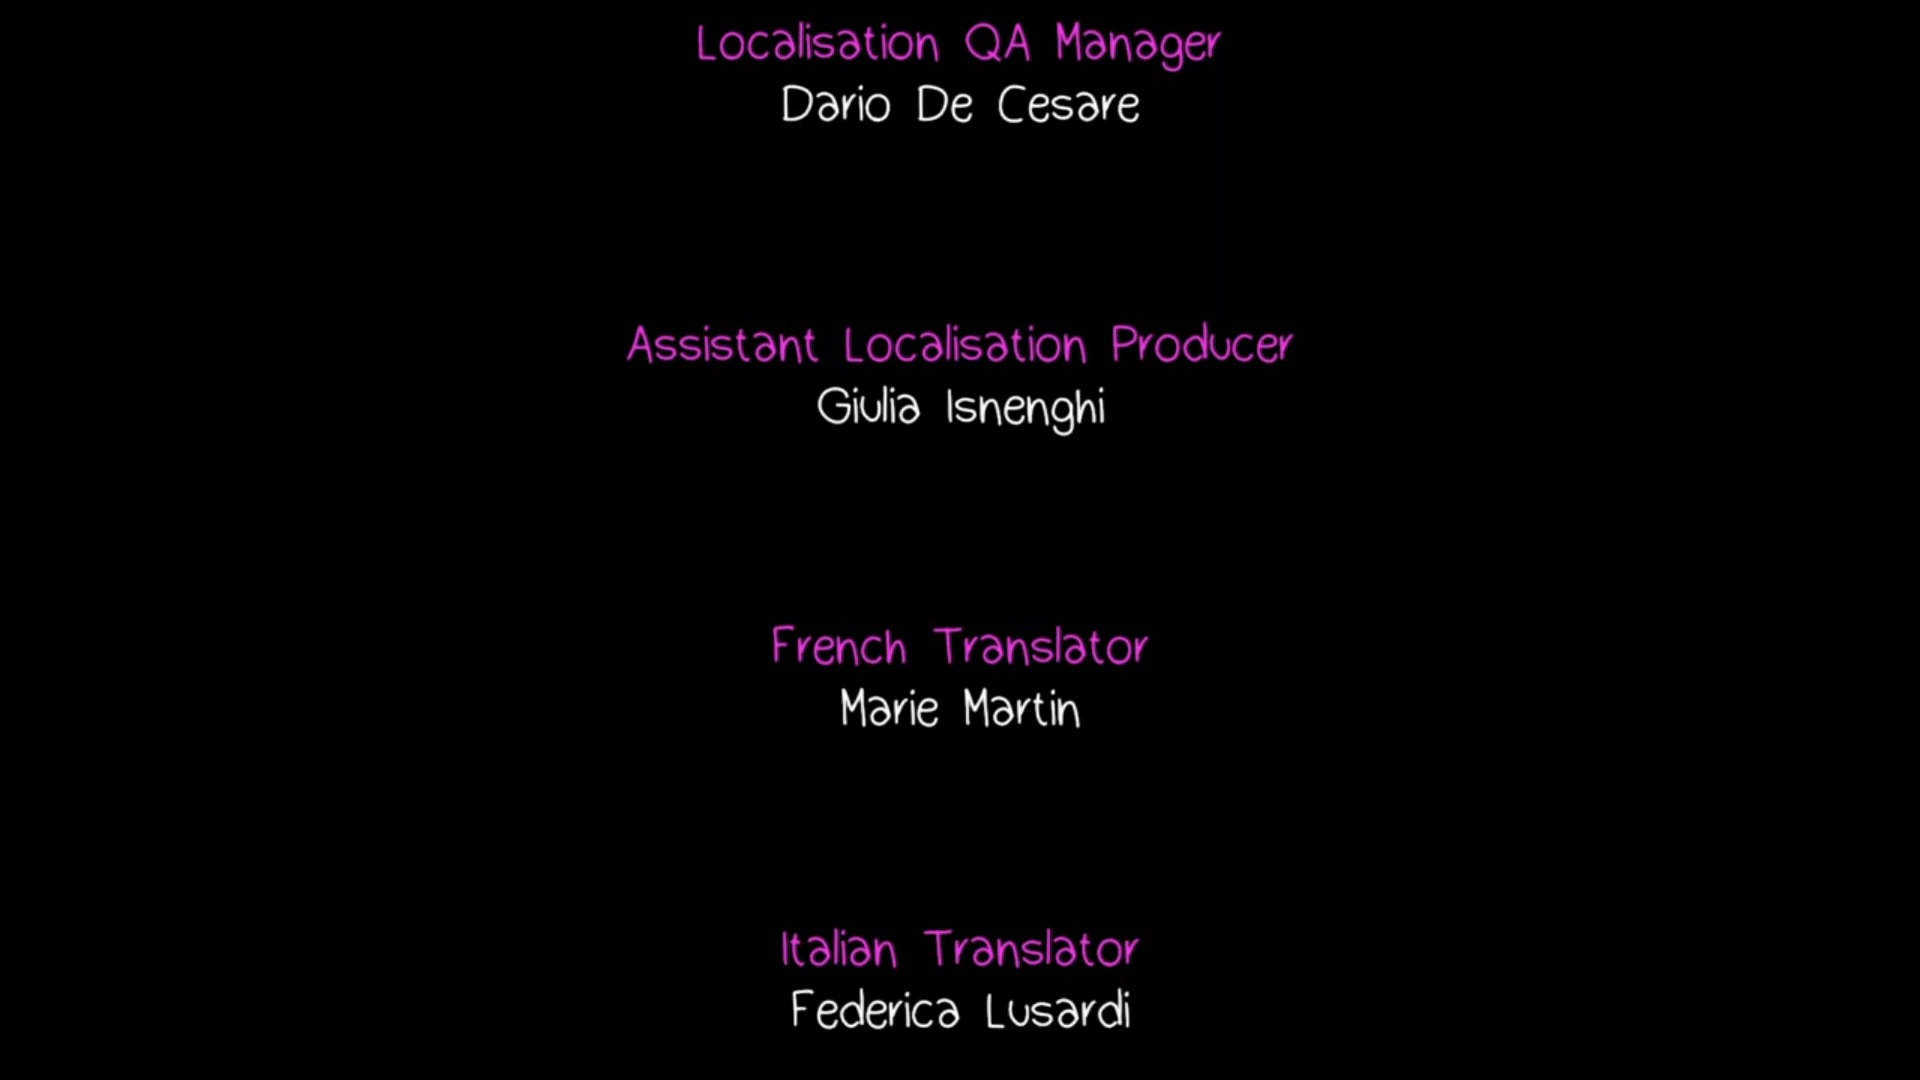 Localisation QA Manager
Dario De Cesare
Assistant Localisation Producer
Giulia Isnenghi
French Translator
Marie Martin
Italian Translator
Federica Lusardi